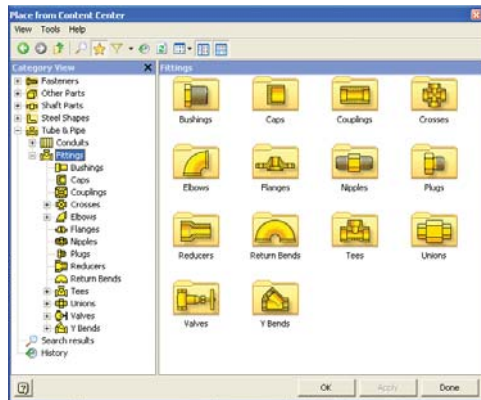 Place from Content Center
View Tools Help
Category View
Fasteners
Other Parts
Shaft Parts
Steel Shapes
Tube & Pipe
Conduits
Fittings
Bushings
Caps
Couplings
Crosses
Elbows
Flanges
Nipples
Plugs
Reducers
Return Bends
Tees
Unions
Valves
Y Bends
Search results
History
Fittings
Bushings Caps Couplings Crosses
Elbows Flanges Nipples Plugs
Reducers Return Bends Tees Unions
Valves Y Bends
OK Apply Done